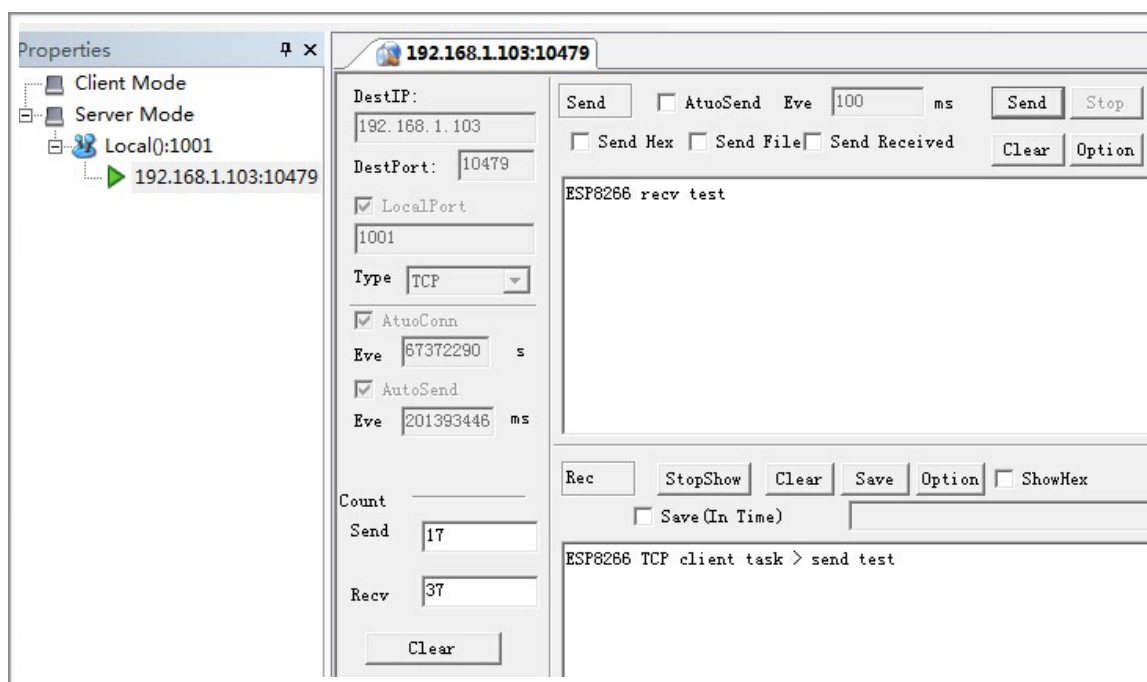 Properties
Client Mode
Server Mode
Local():1001
192.168.1.103:10479
192.168.1.103:10479
DestIP:
192.168.1.103
DestPort: 10479
LocalPort
1001
Type TCP
AtuoConn
Eve 67372290 s
AutoSend
Eve 201393446 ms
Count
Send 17
Recv 37
Clear
Send AtuoSend Eve 100 ms Send Stop
Send Hex Send File Send Received Clear Option
ESP8266 recv test
Rec StopShow Clear Save Option ShowHex
Save(In Time)
ESP8266 TCP client task > send test